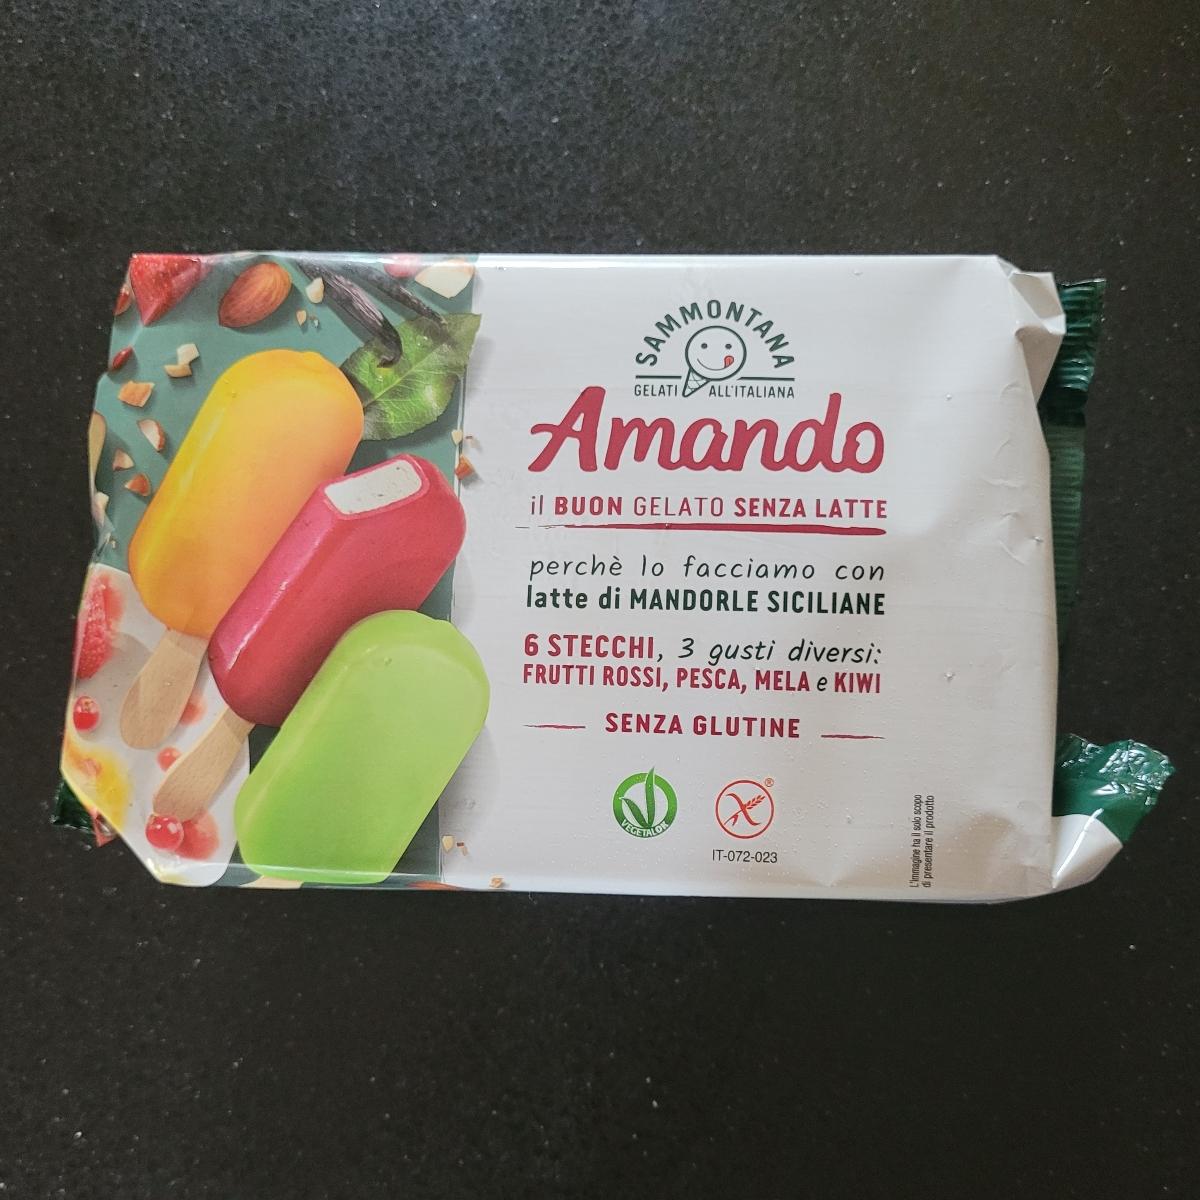 SAMMONTANA
GELATI ALL'ITALIANA
Amando
il BUON GELATO SENZA LATTE
perchè lo facciamo con
latte di MANDORLE SICILIANE
6 STECCHI, 3 gusti diversi:
FRUTTI ROSSI, PESCA, MELA e KIWI
SENZA GLUTINE
VEGETALOK
®
IT-072-023
L'immagine ha il solo scopo
di presentare il prodotto